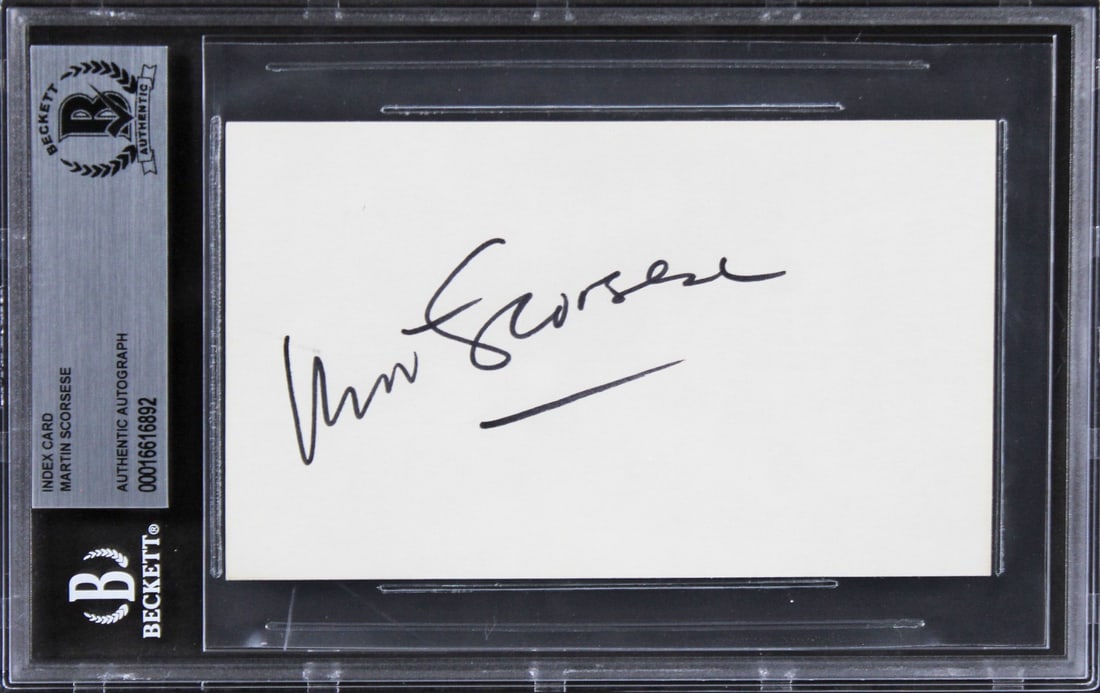 BECKETT
B
AUTHENTIC
INDEX CARD
MARTIN SCORSESE
AUTHENTIC AUTOGRAPH
00016616892
B
BECKETT®
Scorsese